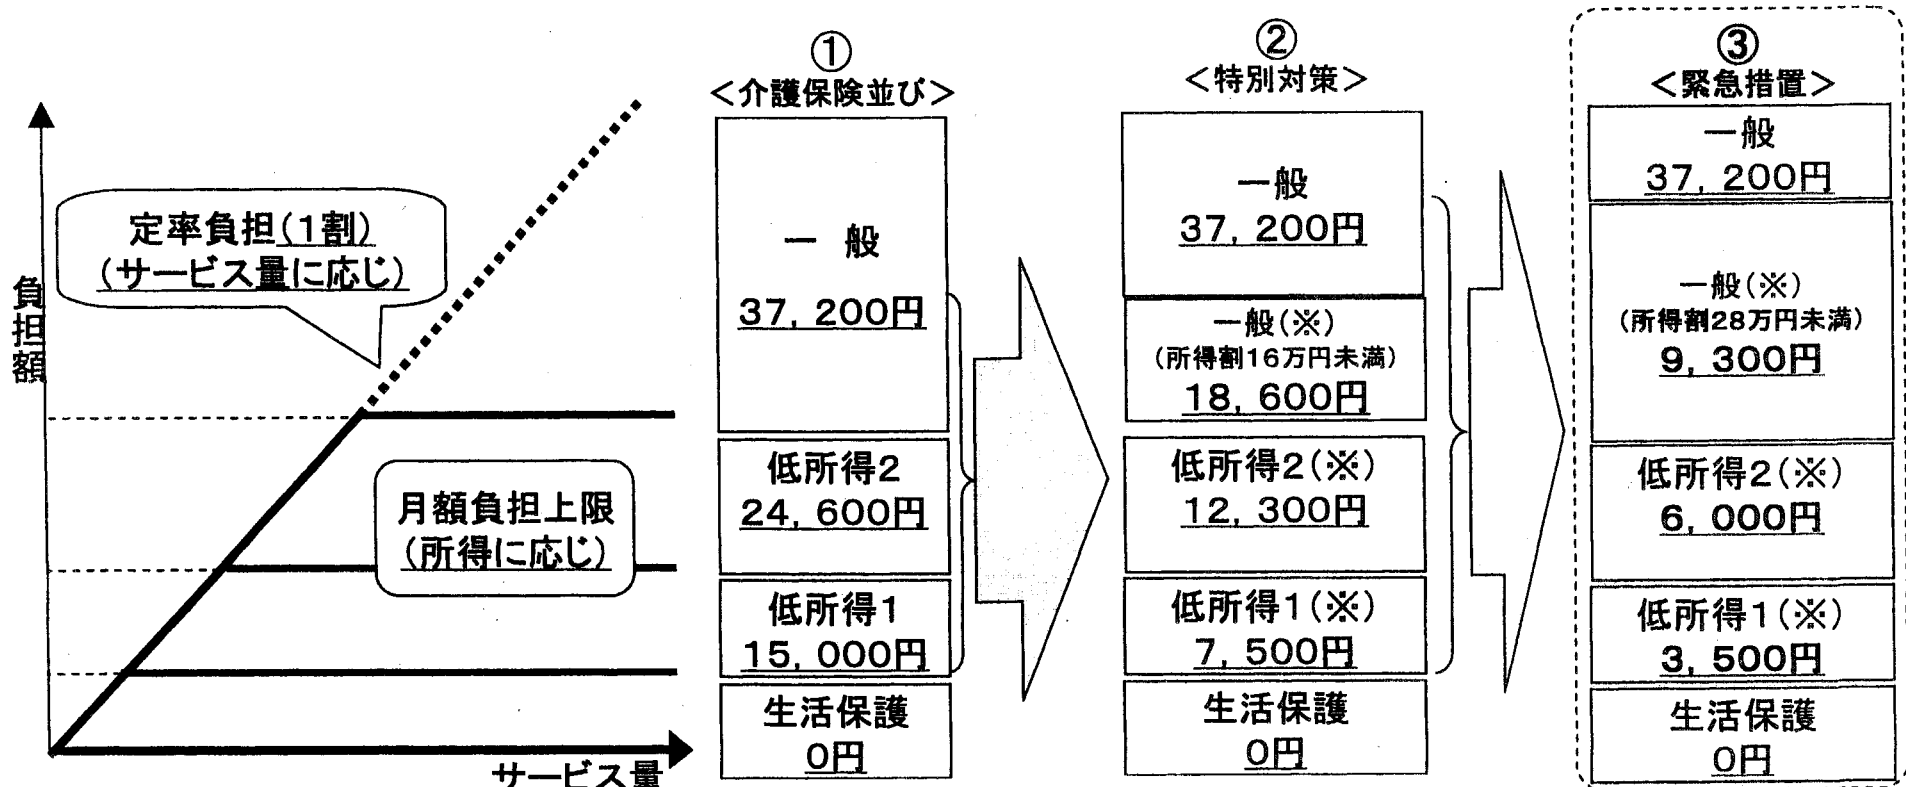 負担額
定率負担(1割)
(サービス量に応じ)
月額負担上限
(所得に応じ)
サービス量
①
＜介護保険並び＞
一 般
37, 200円
低所得2
24, 600円
低所得1
15, 000円
生活保護
0円
②
＜特別対策＞
一般
37, 200円
一般(※)
(所得割16万円未満)
18, 600円
低所得2(※)
12, 300円
低所得1(※)
7, 500円
生活保護
0円
③
＜緊急措置＞
一般
37, 200円
一般(※)
(所得割28万円未満)
9, 300円
低所得2(※)
6, 000円
低所得1(※)
3, 500円
生活保護
0円